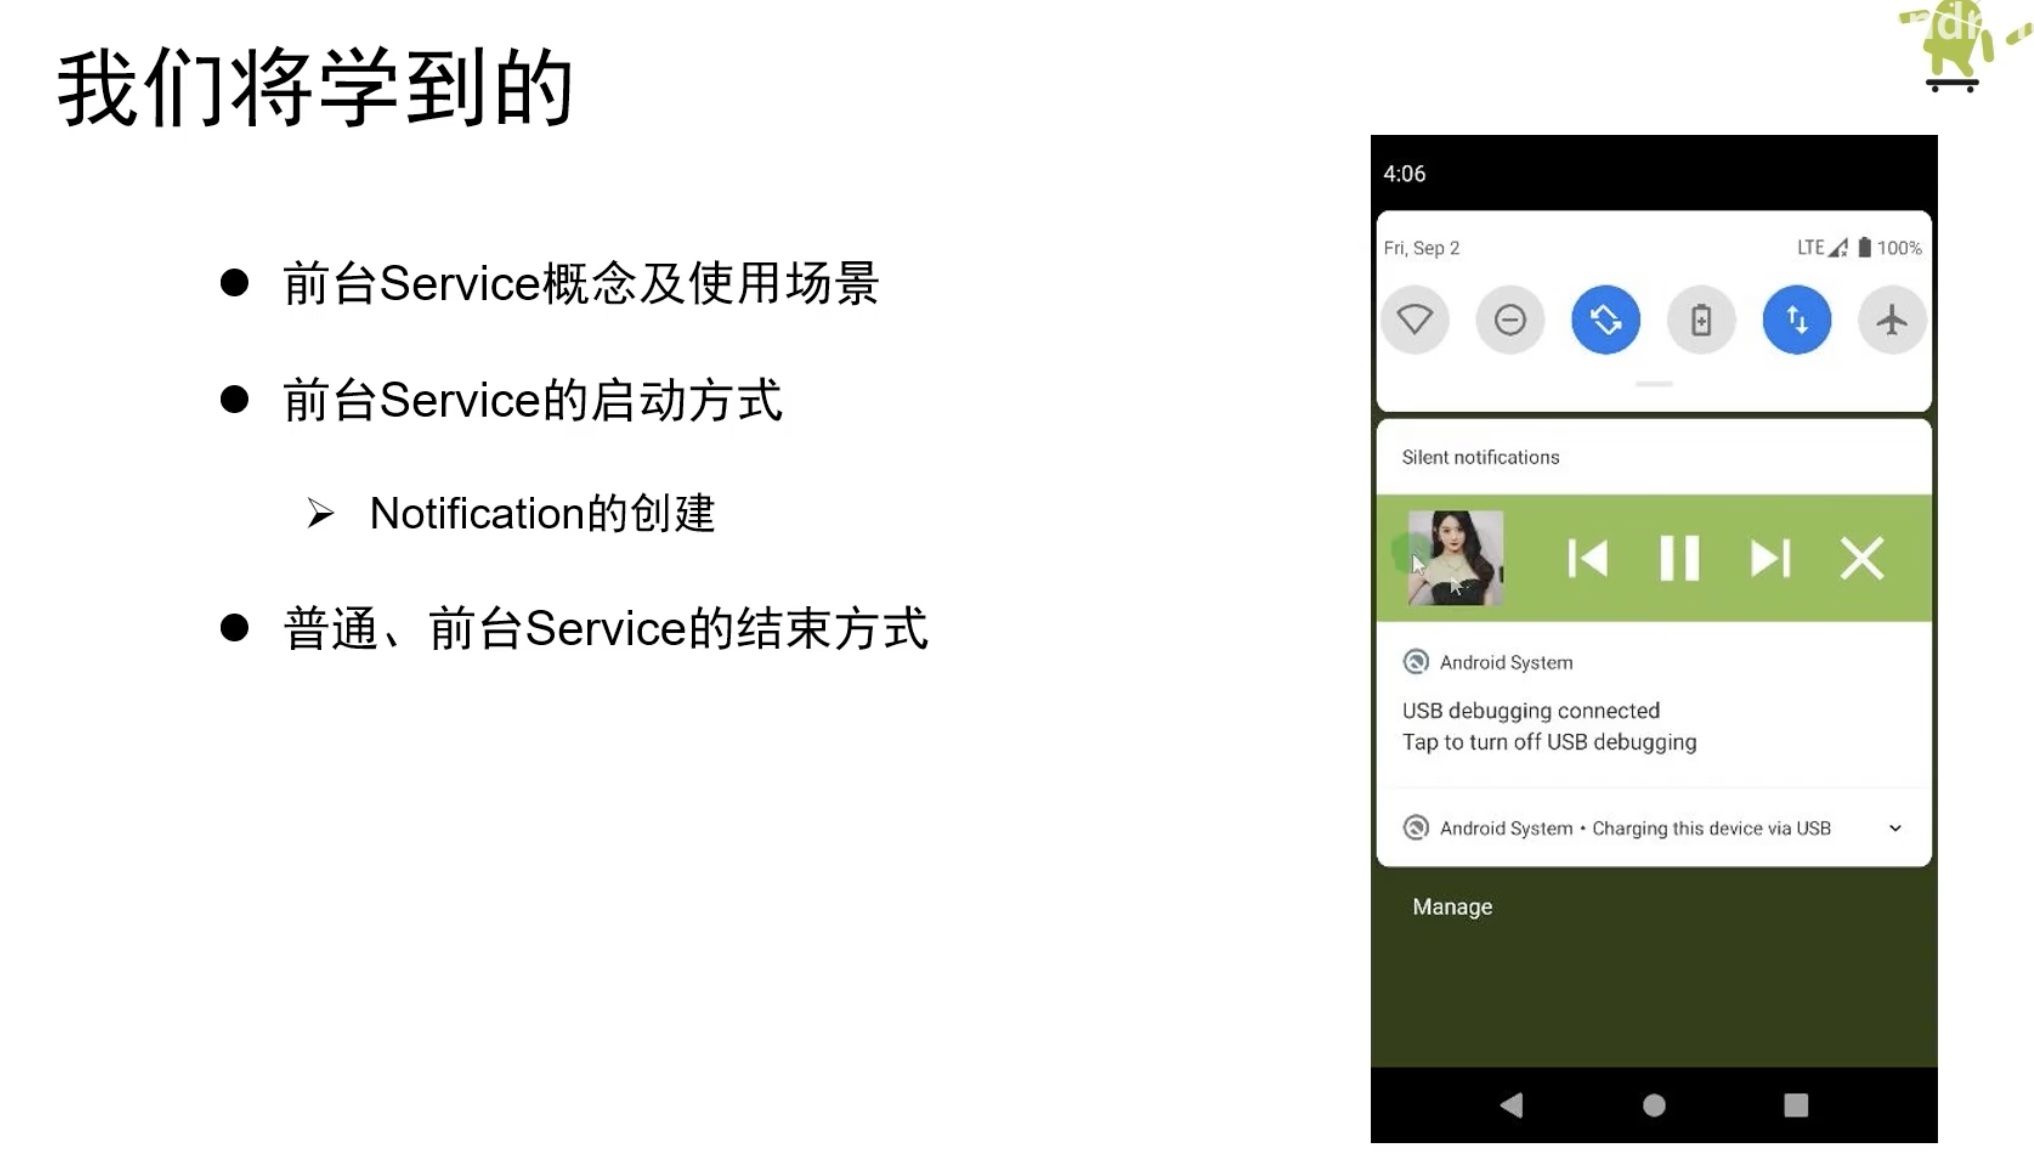 我们将学到的
前台Service概念及使用场景
前台Service的启动方式
Notification的创建
普通、前台Service的结束方式
4:06
Fri, Sep 2
LTE 100%
Silent notifications
Android System
USB debugging connected
Tap to turn off USB debugging
Android System • Charging this device via USB
Manage